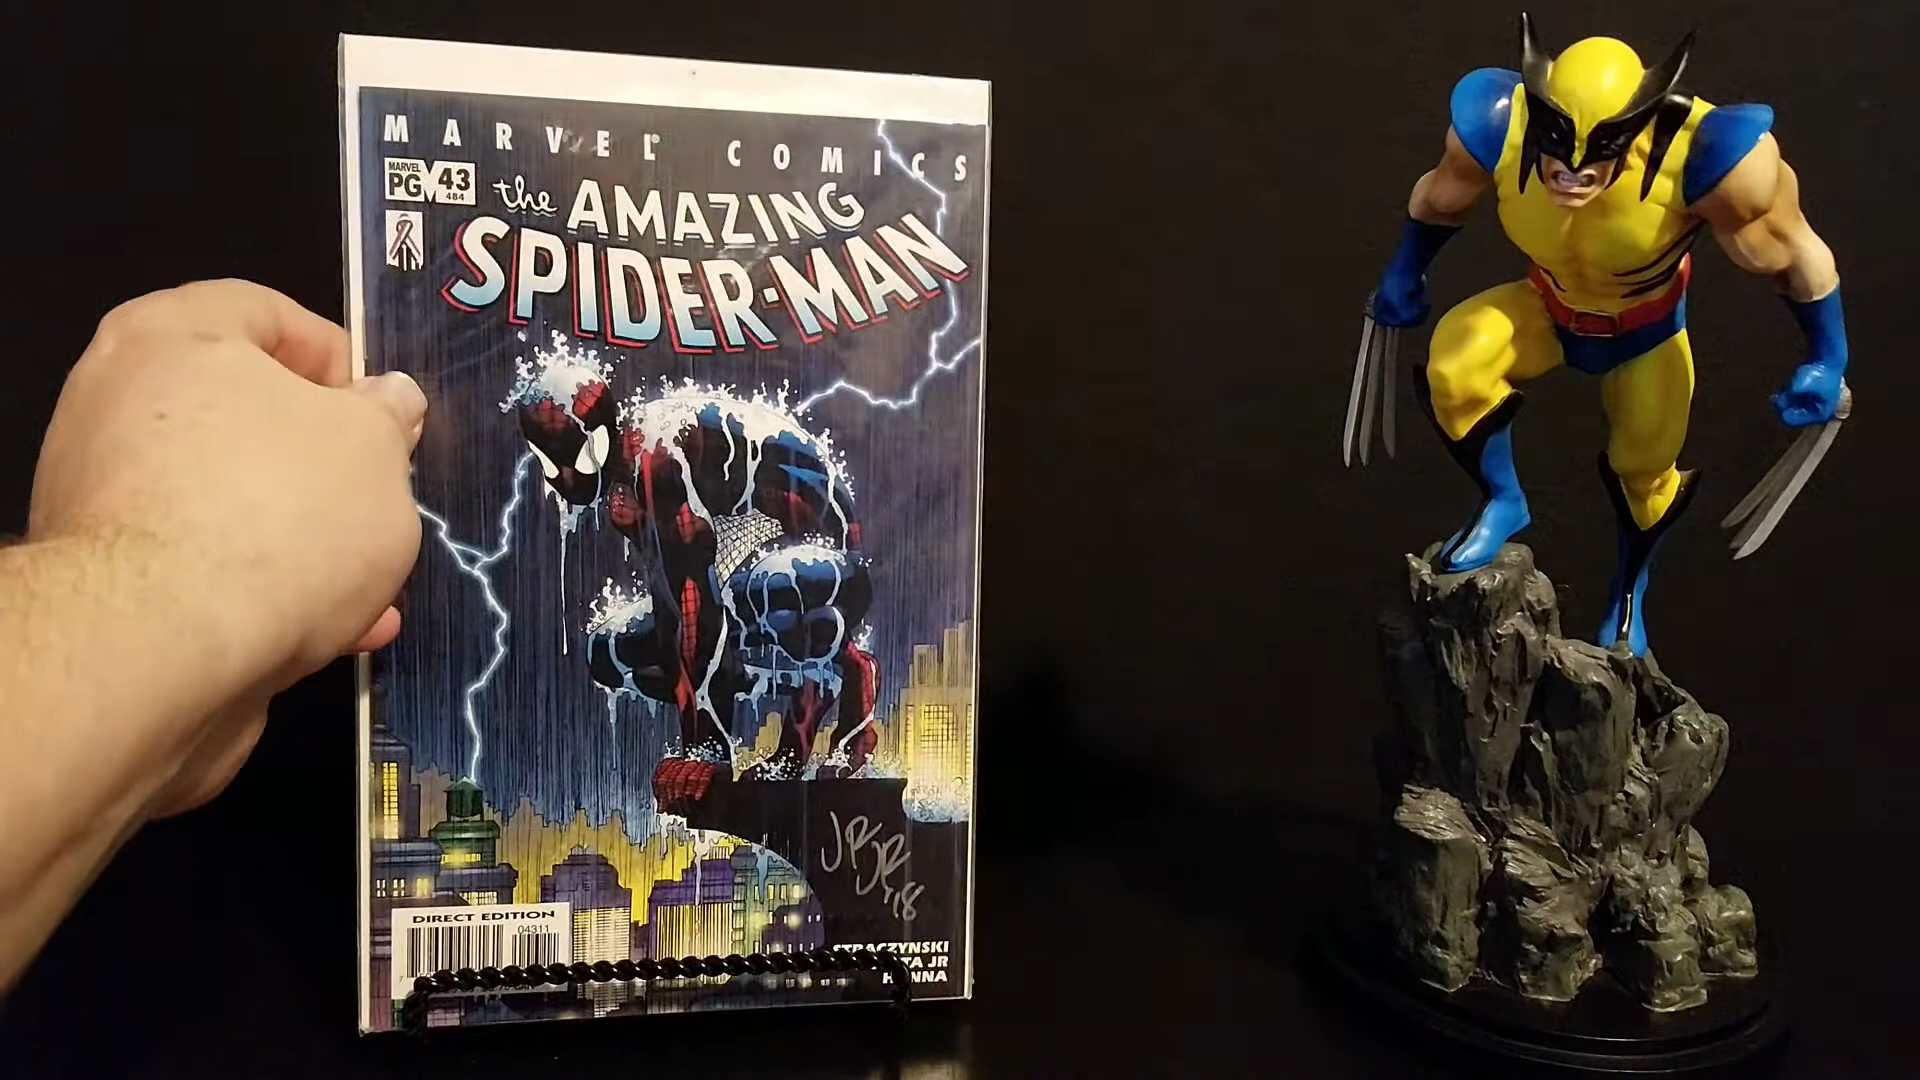 MARVEL COMICS
MARVEL
PG 43
484
the AMAZING
SPIDER-MAN
JRJR
'18
DIRECT EDITION
04311
STRACZYNSKI
JR